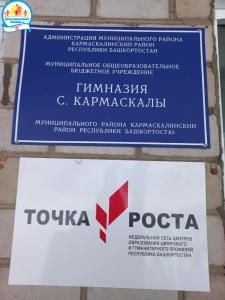 АДМИНИСТРАЦИЯ МУНИЦИПАЛЬНОГО РАЙОНА
КАРМАСКАЛИНСКИЙ РАЙОН
РЕСПУБЛИКИ БАШКОРТОСТАН
МУНИЦИПАЛЬНОЕ ОБЩЕОБРАЗОВАТЕЛЬНОЕ
БЮДЖЕТНОЕ УЧРЕЖДЕНИЕ
ГИМНАЗИЯ
С. КАРМАСКАЛЫ
МУНИЦИПАЛЬНОГО РАЙОНА КАРМАСКАЛИНСКИЙ
РАЙОН РЕСПУБЛИКИ БАШКОРТОСТАН
ТОЧКА РОСТА
ФЕДЕРАЛЬНАЯ СЕТЬ ЦЕНТРОВ
ОБРАЗОВАНИЯ ЦИФРОВОГО
И ГУМАНИТАРНОГО ПРОФИЛЕЙ
РЕСПУБЛИКА БАШКОРТОСТАН